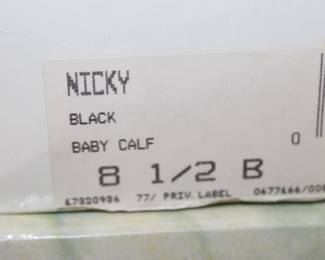 NICKY
BLACK
BABY CALF 0
8 1/2 B
77/ PRIV. LABEL